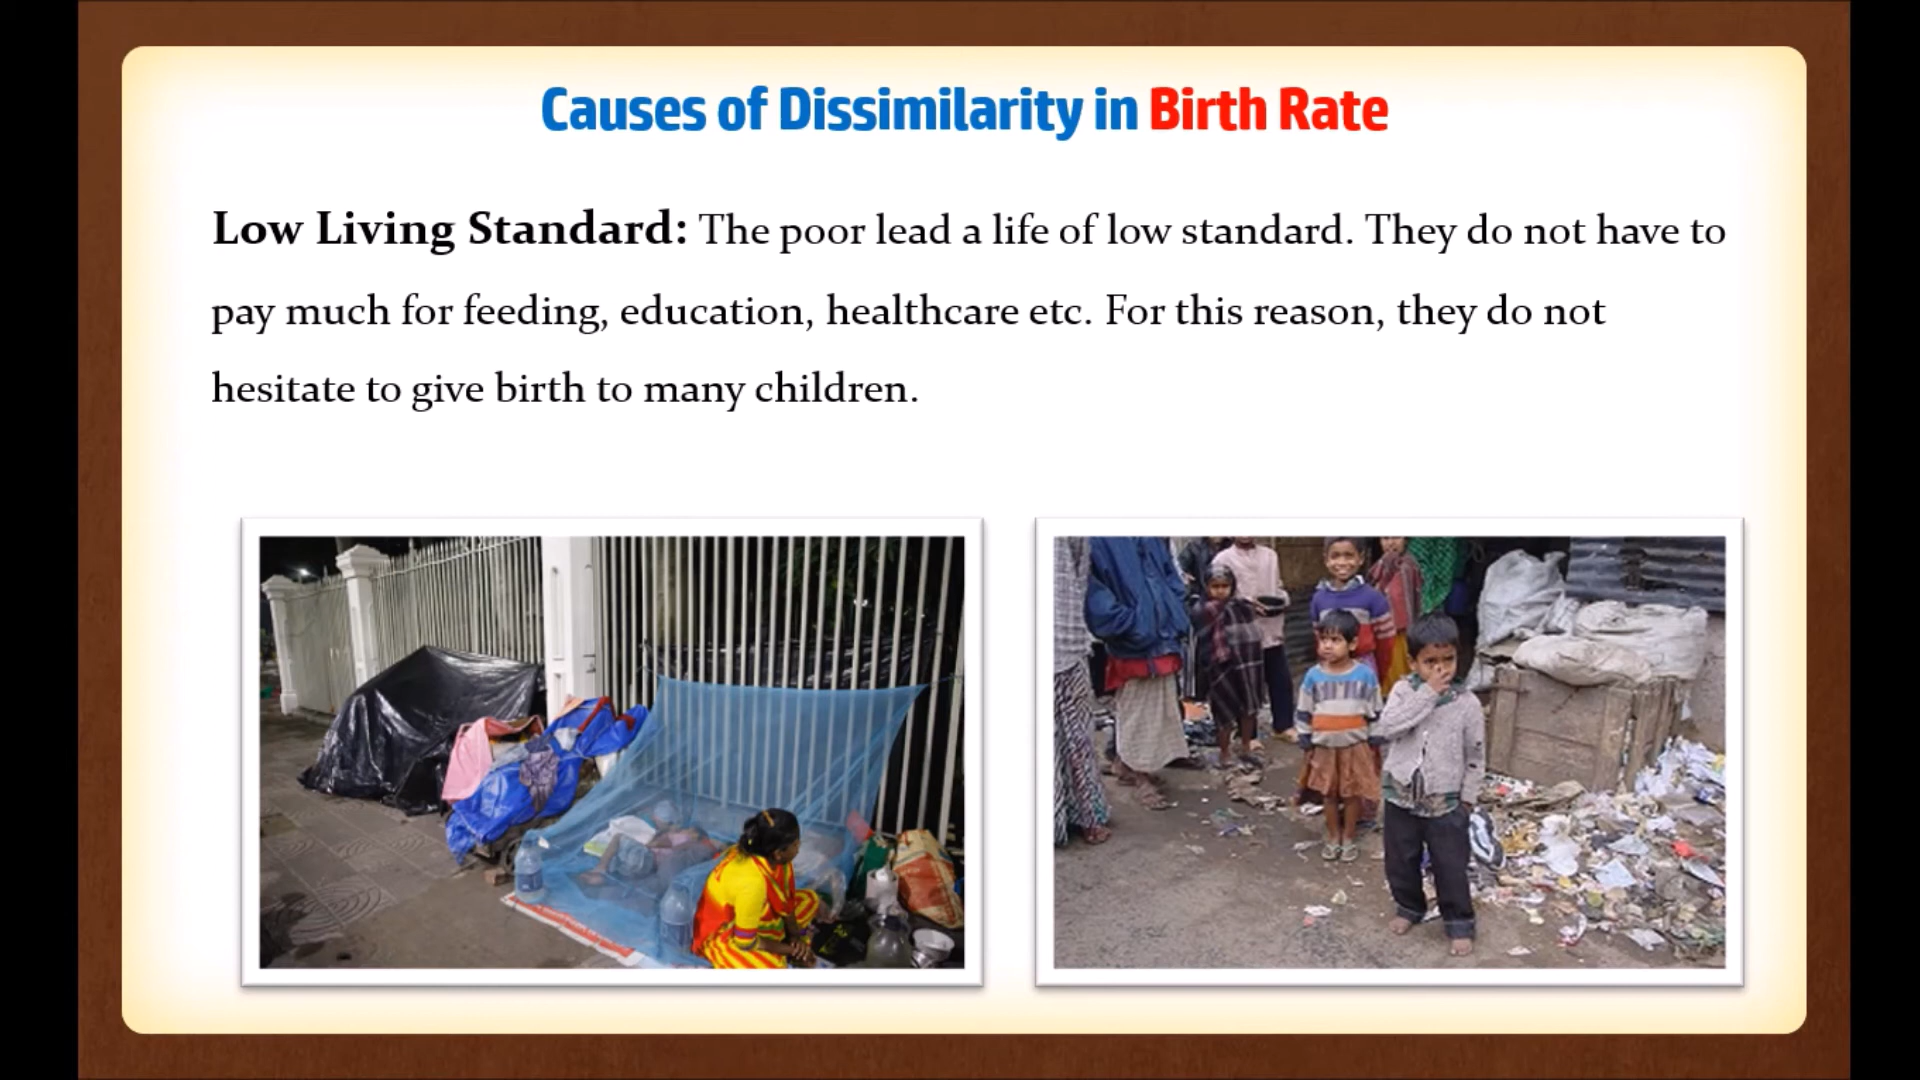 Causes of Dissimilarity in Birth Rate
Low Living Standard: The poor lead a life of low standard. They do not have to
pay much for feeding, education, healthcare etc. For this reason, they do not
hesitate to give birth to many children.